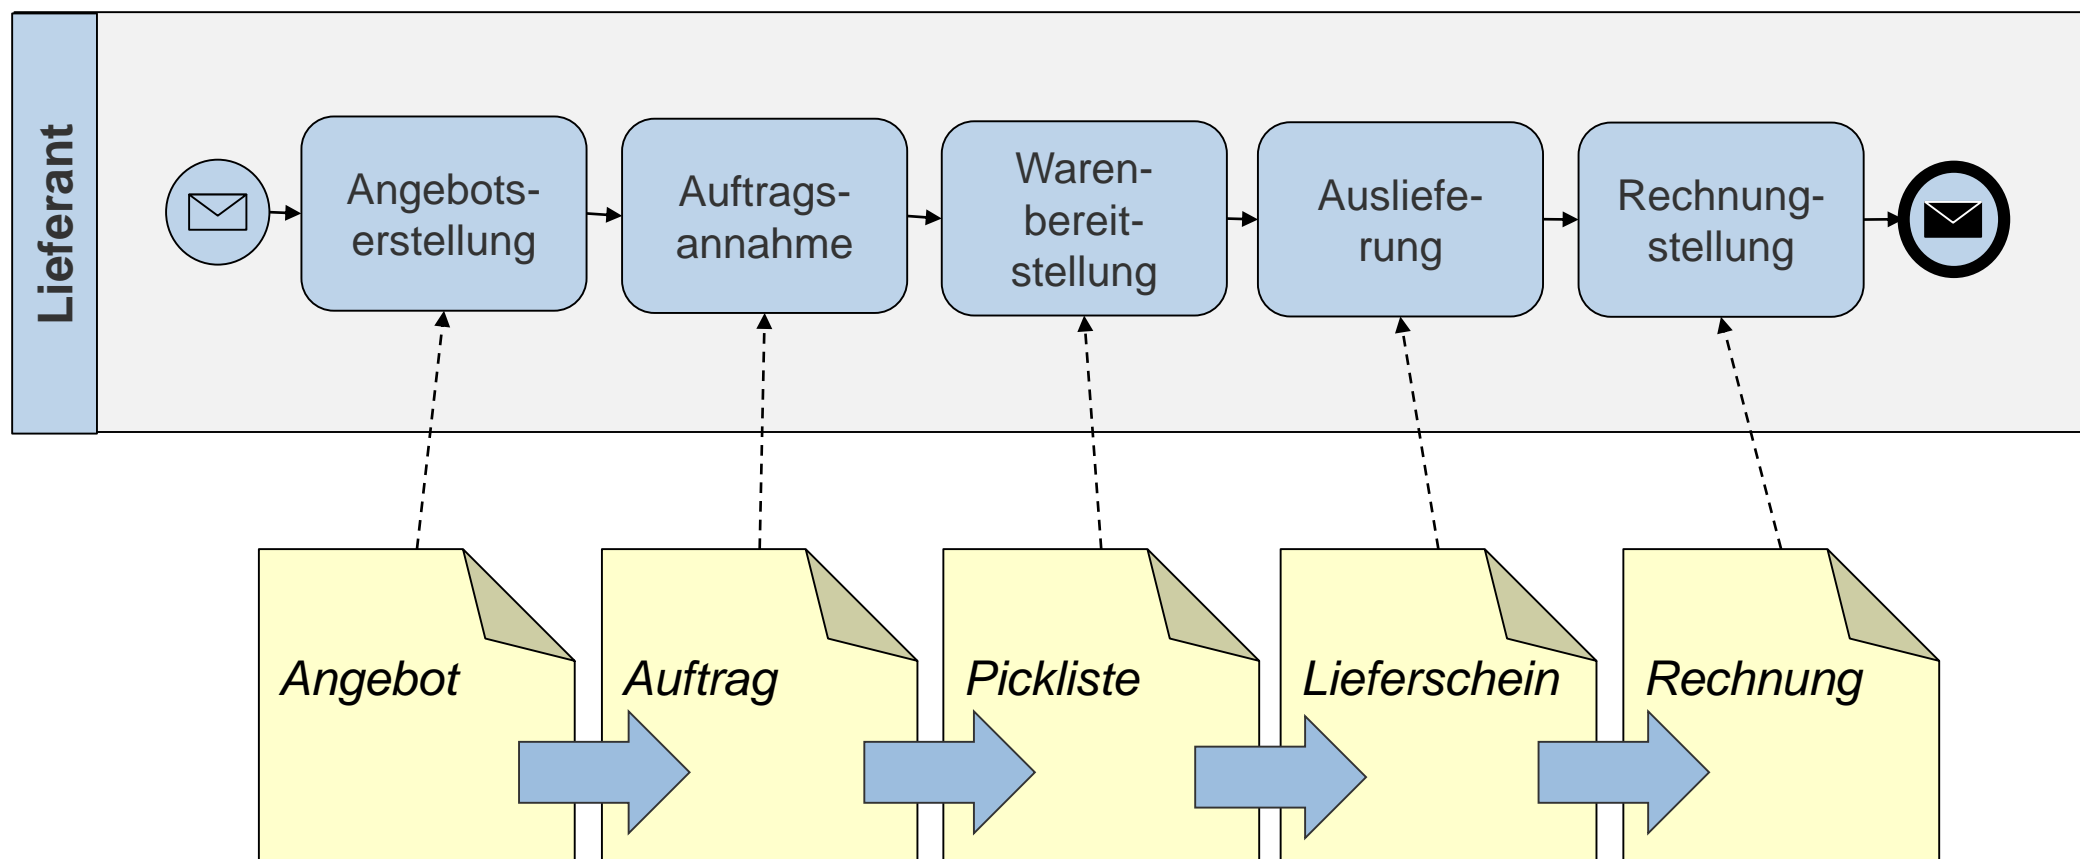 Lieferant
Angebots-
erstellung
Auftrags-
annahme
Waren-
bereit-
stellung
Ausliefe-
rung
Rechnung-
stellung
Angebot
Auftrag
Pickliste
Lieferschein
Rechnung